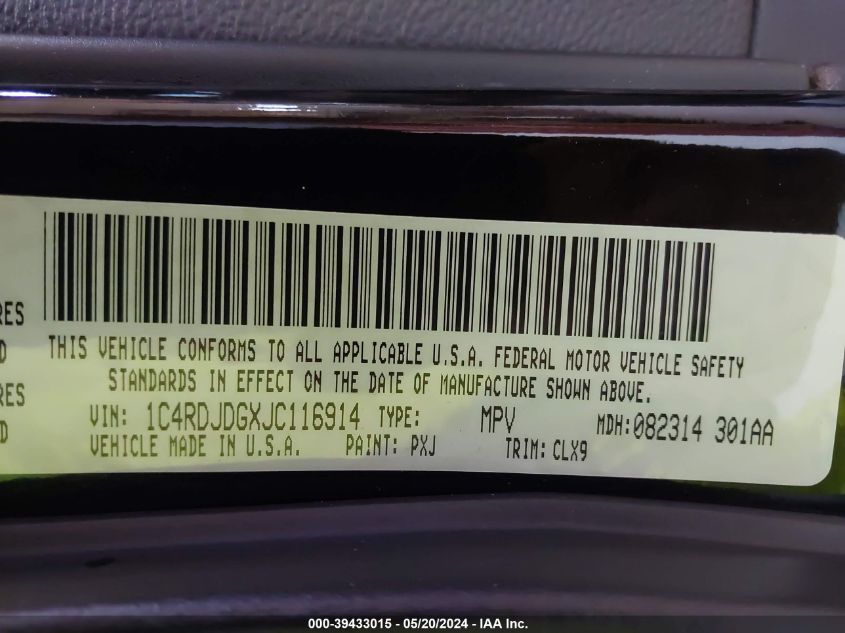 THIS VEHICLE CONFORMS TO ALL APPLICABLE U.S.A. FEDERAL MOTOR VEHICLE SAFETY
STANDARDS IN EFFECT ON THE DATE OF MANUFACTURE SHOWN ABOVE.
RES
D
RES
D
VIN: 1C4RDJDGXJC116914 TYPE: MPV MDH:082314 301AA
VEHICLE MADE IN U.S.A. PAINT: PXJ TRIM: CLX9
000-39433015 - 05/20/2024 - IAA Inc.